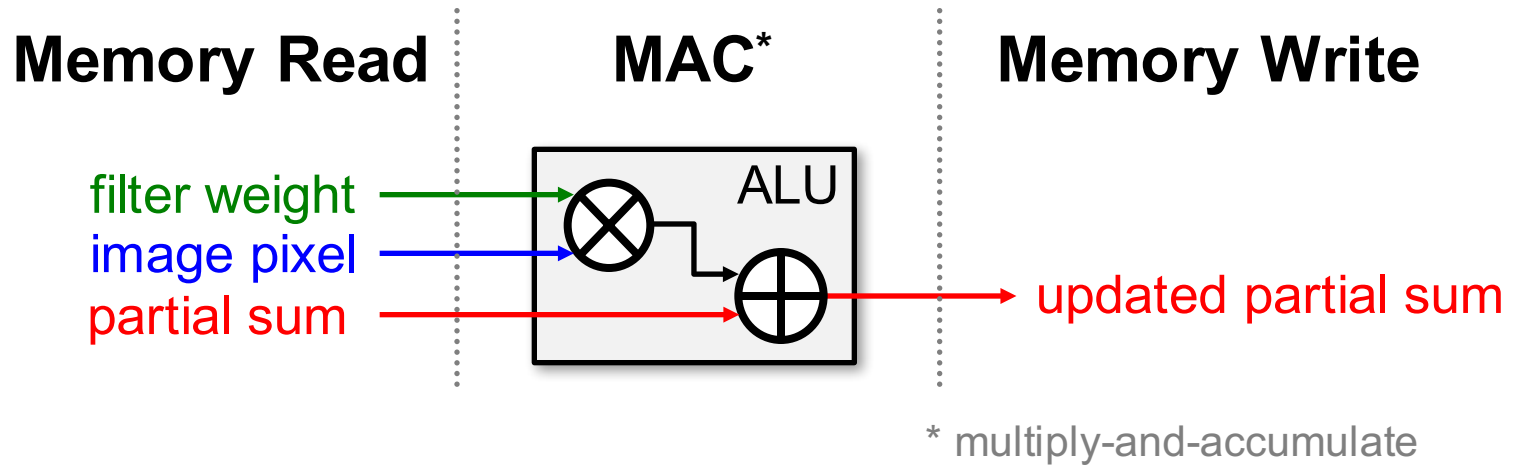 Memory Read
MAC*
Memory Write
filter weight
image pixel
partial sum
ALU
updated partial sum
* multiply-and-accumulate